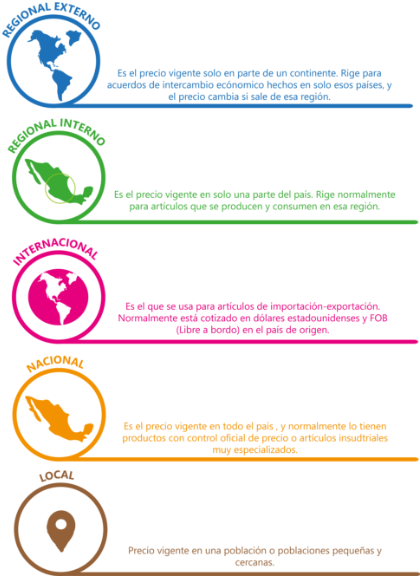 REGIONAL EXTERNO
Es el precio vigente solo en parte de un continente. Rige para
acuerdos de intercambio ecónomico hechos en solo esos países, y
el precio cambia si sale de esa región.
REGIONAL INTERNO
Es el precio vigente en solo una parte del país. Rige normalmente
para artículos que se producen y consumen en esa región.
INTERNACIONAL
Es el que se usa para artículos de importación-exportación.
Normalmente está cotizado en dólares estadounidenses y FOB
(Libre a bordo) en el país de origen.
NACIONAL
Es el precio vigente en todo el país , y normalmente lo tienen
productos con control oficial de precio o artículos insudtriales
muy especializados.
LOCAL
Precio vigente en una población o poblaciones pequeñas y
cercanas.